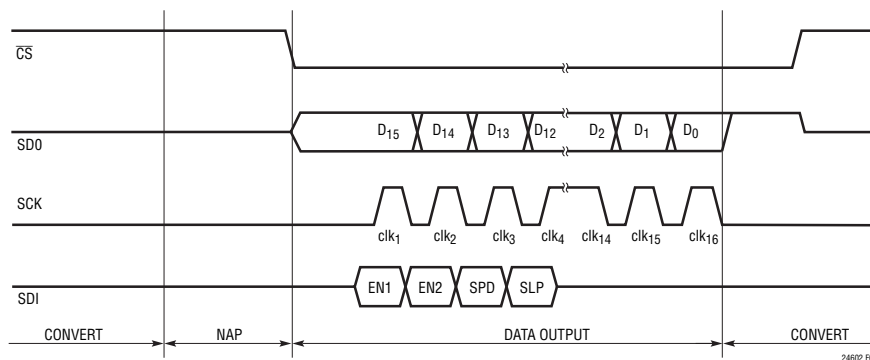 CS
SD0
D15 D14 D13 D12 D2 D1 D0
SCK
clk1 clk2 clk3 clk4 clk14 clk15 clk16
SDI
EN1 EN2 SPD SLP
CONVERT NAP DATA OUTPUT CONVERT